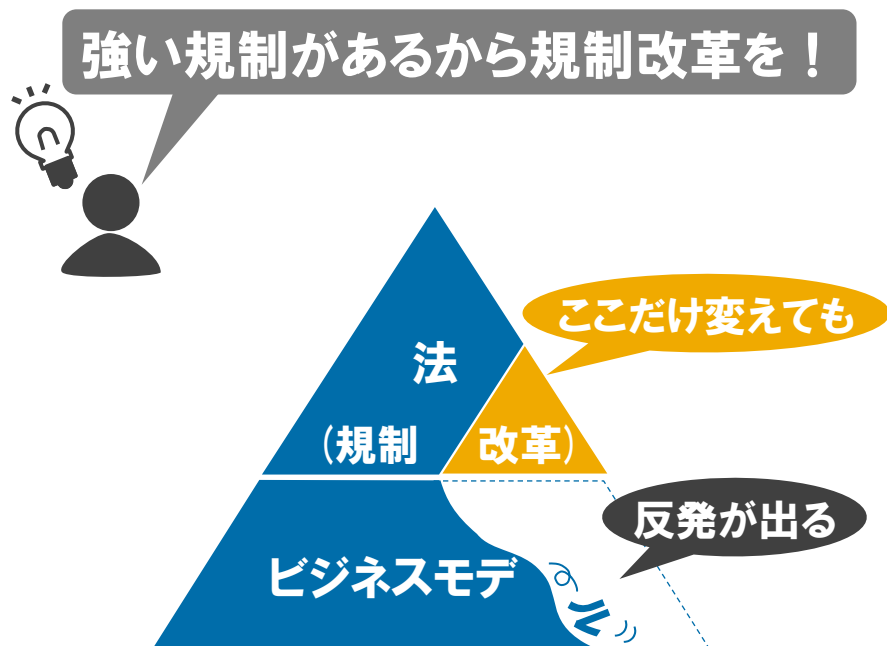 強い規制があるから規制改革を！
ここだけ変えても
法
（規制 改革）
反発が出る
ビジネスモデル